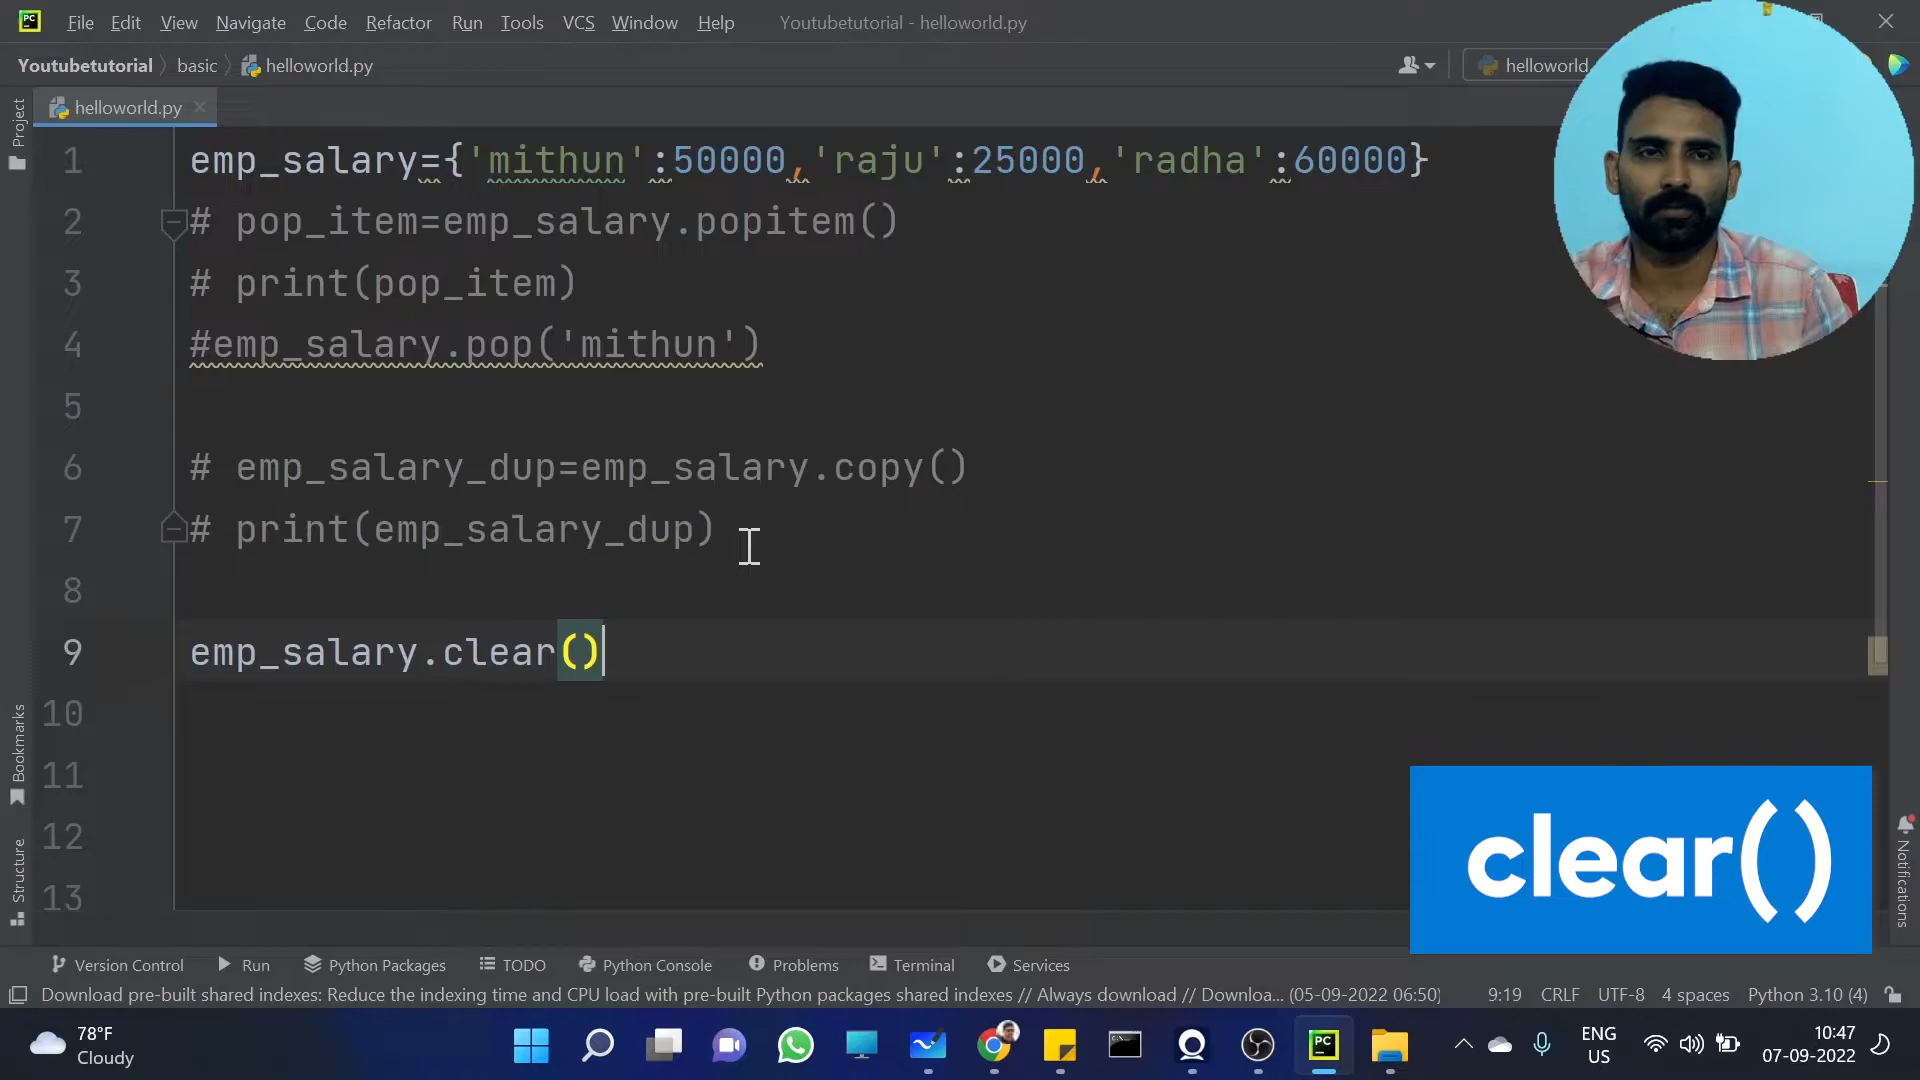 PC File Edit View Navigate Code Refactor Run Tools VCS Window Help Youtubetutorial - helloworld.py
Youtubetutorial basic helloworld.py helloworld
helloworld.py
Project
1 emp_salary={'mithun':50000,'raju':25000,'radha':60000}
2 # pop_item=emp_salary.popitem()
3 # print(pop_item)
4 #emp_salary.pop('mithun')
5
6 # emp_salary_dup=emp_salary.copy()
7 # print(emp_salary_dup)
8
9 emp_salary.clear()
10
11
12
13
clear()
Bookmarks
Structure
Notifications
Version Control Run Python Packages TODO Python Console Problems Terminal Services
Download pre-built shared indexes: Reduce the indexing time and CPU load with pre-built Python packages shared indexes // Always download // Downloa... (05-09-2022 06:50) 9:19 CRLF UTF-8 4 spaces Python 3.10 (4)
78°F
Cloudy
PC
ENG
US
10:47
07-09-2022